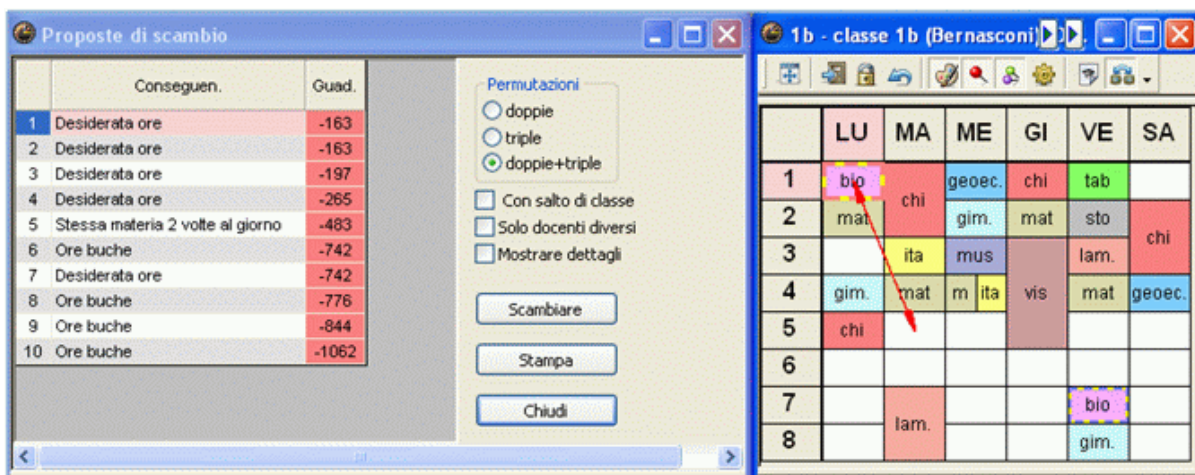 Proposte di scambio
Conseguen. Guad.
1 Desiderata ore -163
2 Desiderata ore -163
3 Desiderata ore -197
4 Desiderata ore -265
5 Stessa materia 2 volte al giorno -483
6 Ore buche -742
7 Desiderata ore -742
8 Ore buche -776
9 Ore buche -844
10 Ore buche -1062
Permutazioni
doppie
triple
doppie+triple
Con salto di classe
Solo docenti diversi
Mostrare dettagli
Scambiare
Stampa
Chiudi
1b - classe 1b (Bernasconi)
LU MA ME GI VE SA
1 bio chi geoec. chi tab
2 mat gim. mat sto chi
3 ita mus vis lam.
4 gim. mat m ita mat geoec.
5 chi
6
7 lam. bio
8 gim.